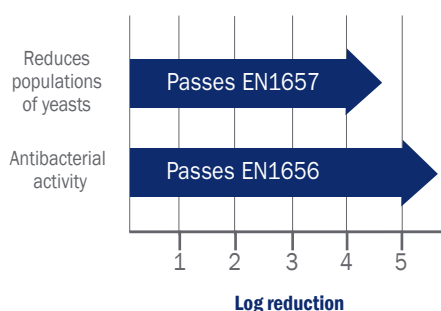 Reduces
populations
of yeasts
Passes EN1657
Antibacterial
activity
Passes EN1656
1 2 3 4 5
Log reduction